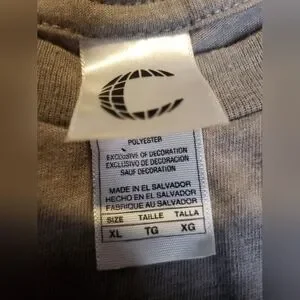 POLYESTER
EXCLUSIVE OF DECORATION
EXCLUSIVO DE DECORACION
SAUF DECORATION
MADE IN EL SALVADOR
HECHO EN EL SALVADOR
FABRIQUE AU SALVADOR
SIZE TAILLE TALLA
XL TG XG